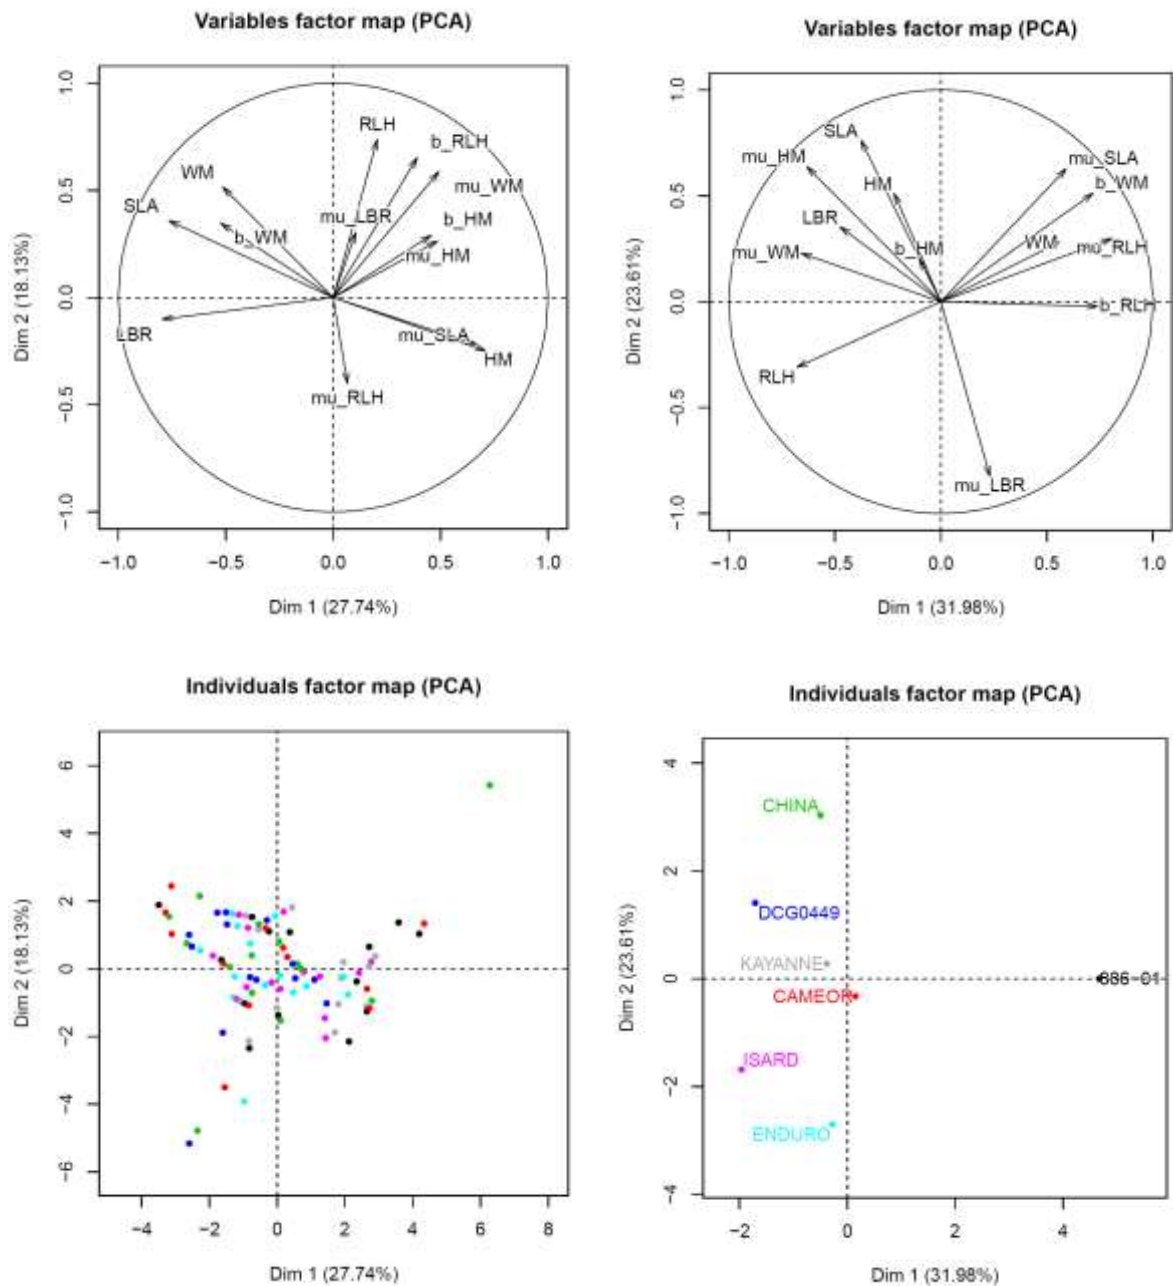 Variables factor map (PCA)
1.0
0.5
0.0
−0.5
−1.0
Dim 2 (18.13%)
RLH
b_RLH
WM
mu_WM
SLA
mu_LBR
b_HM
b_WM
mu_HM
LBR
mu_SLA
HM
mu_RLH
−1.0 −0.5 0.0 0.5 1.0
Dim 1 (27.74%)
Variables factor map (PCA)
1.0
0.5
0.0
−0.5
−1.0
Dim 2 (23.61%)
SLA
mu_HM
mu_SLA
HM
b_WM
LBR
mu_WM
b_HM
WM
mu_RLH
b_RLH
RLH
mu_LBR
−1.0 −0.5 0.0 0.5 1.0
Dim 1 (31.98%)
Individuals factor map (PCA)
6
4
2
0
−2
−4
−6
Dim 2 (18.13%)
−4 −2 0 2 4 6 8
Dim 1 (27.74%)
Individuals factor map (PCA)
4
2
0
−2
−4
Dim 2 (23.61%)
CHINA
DCG0449
KAYANNE
ISARD
ENDURO
−2 0 2 4
Dim 1 (31.98%)